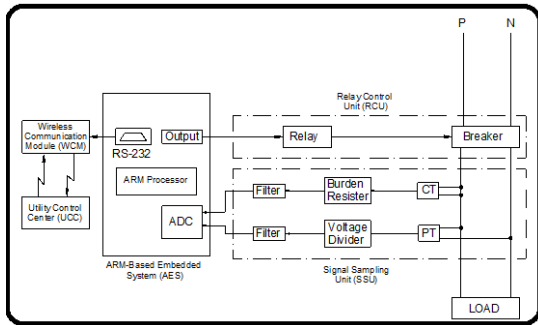 P N
Relay Control
Unit (RCU)
Wireless
Communication
Module (WCM)
RS-232
Output
Relay
Breaker
ARM Processor
Filter
Burden
Resister
CT
Utility Control
Center (UCC)
ADC
Filter
Voltage
Divider
PT
ARM-Based Embedded
System (AES)
Signal Sampling
Unit (SSU)
LOAD